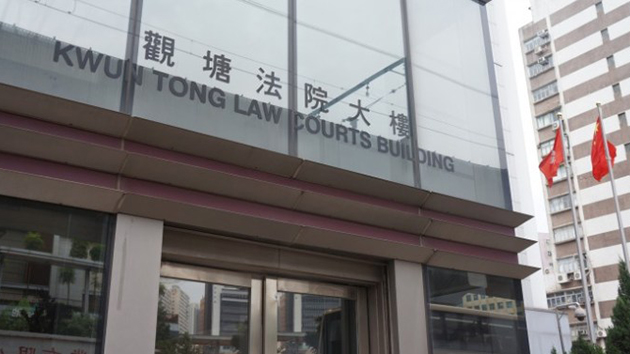 觀塘法院大樓
KWUN TONG LAW COURTS BUILDING